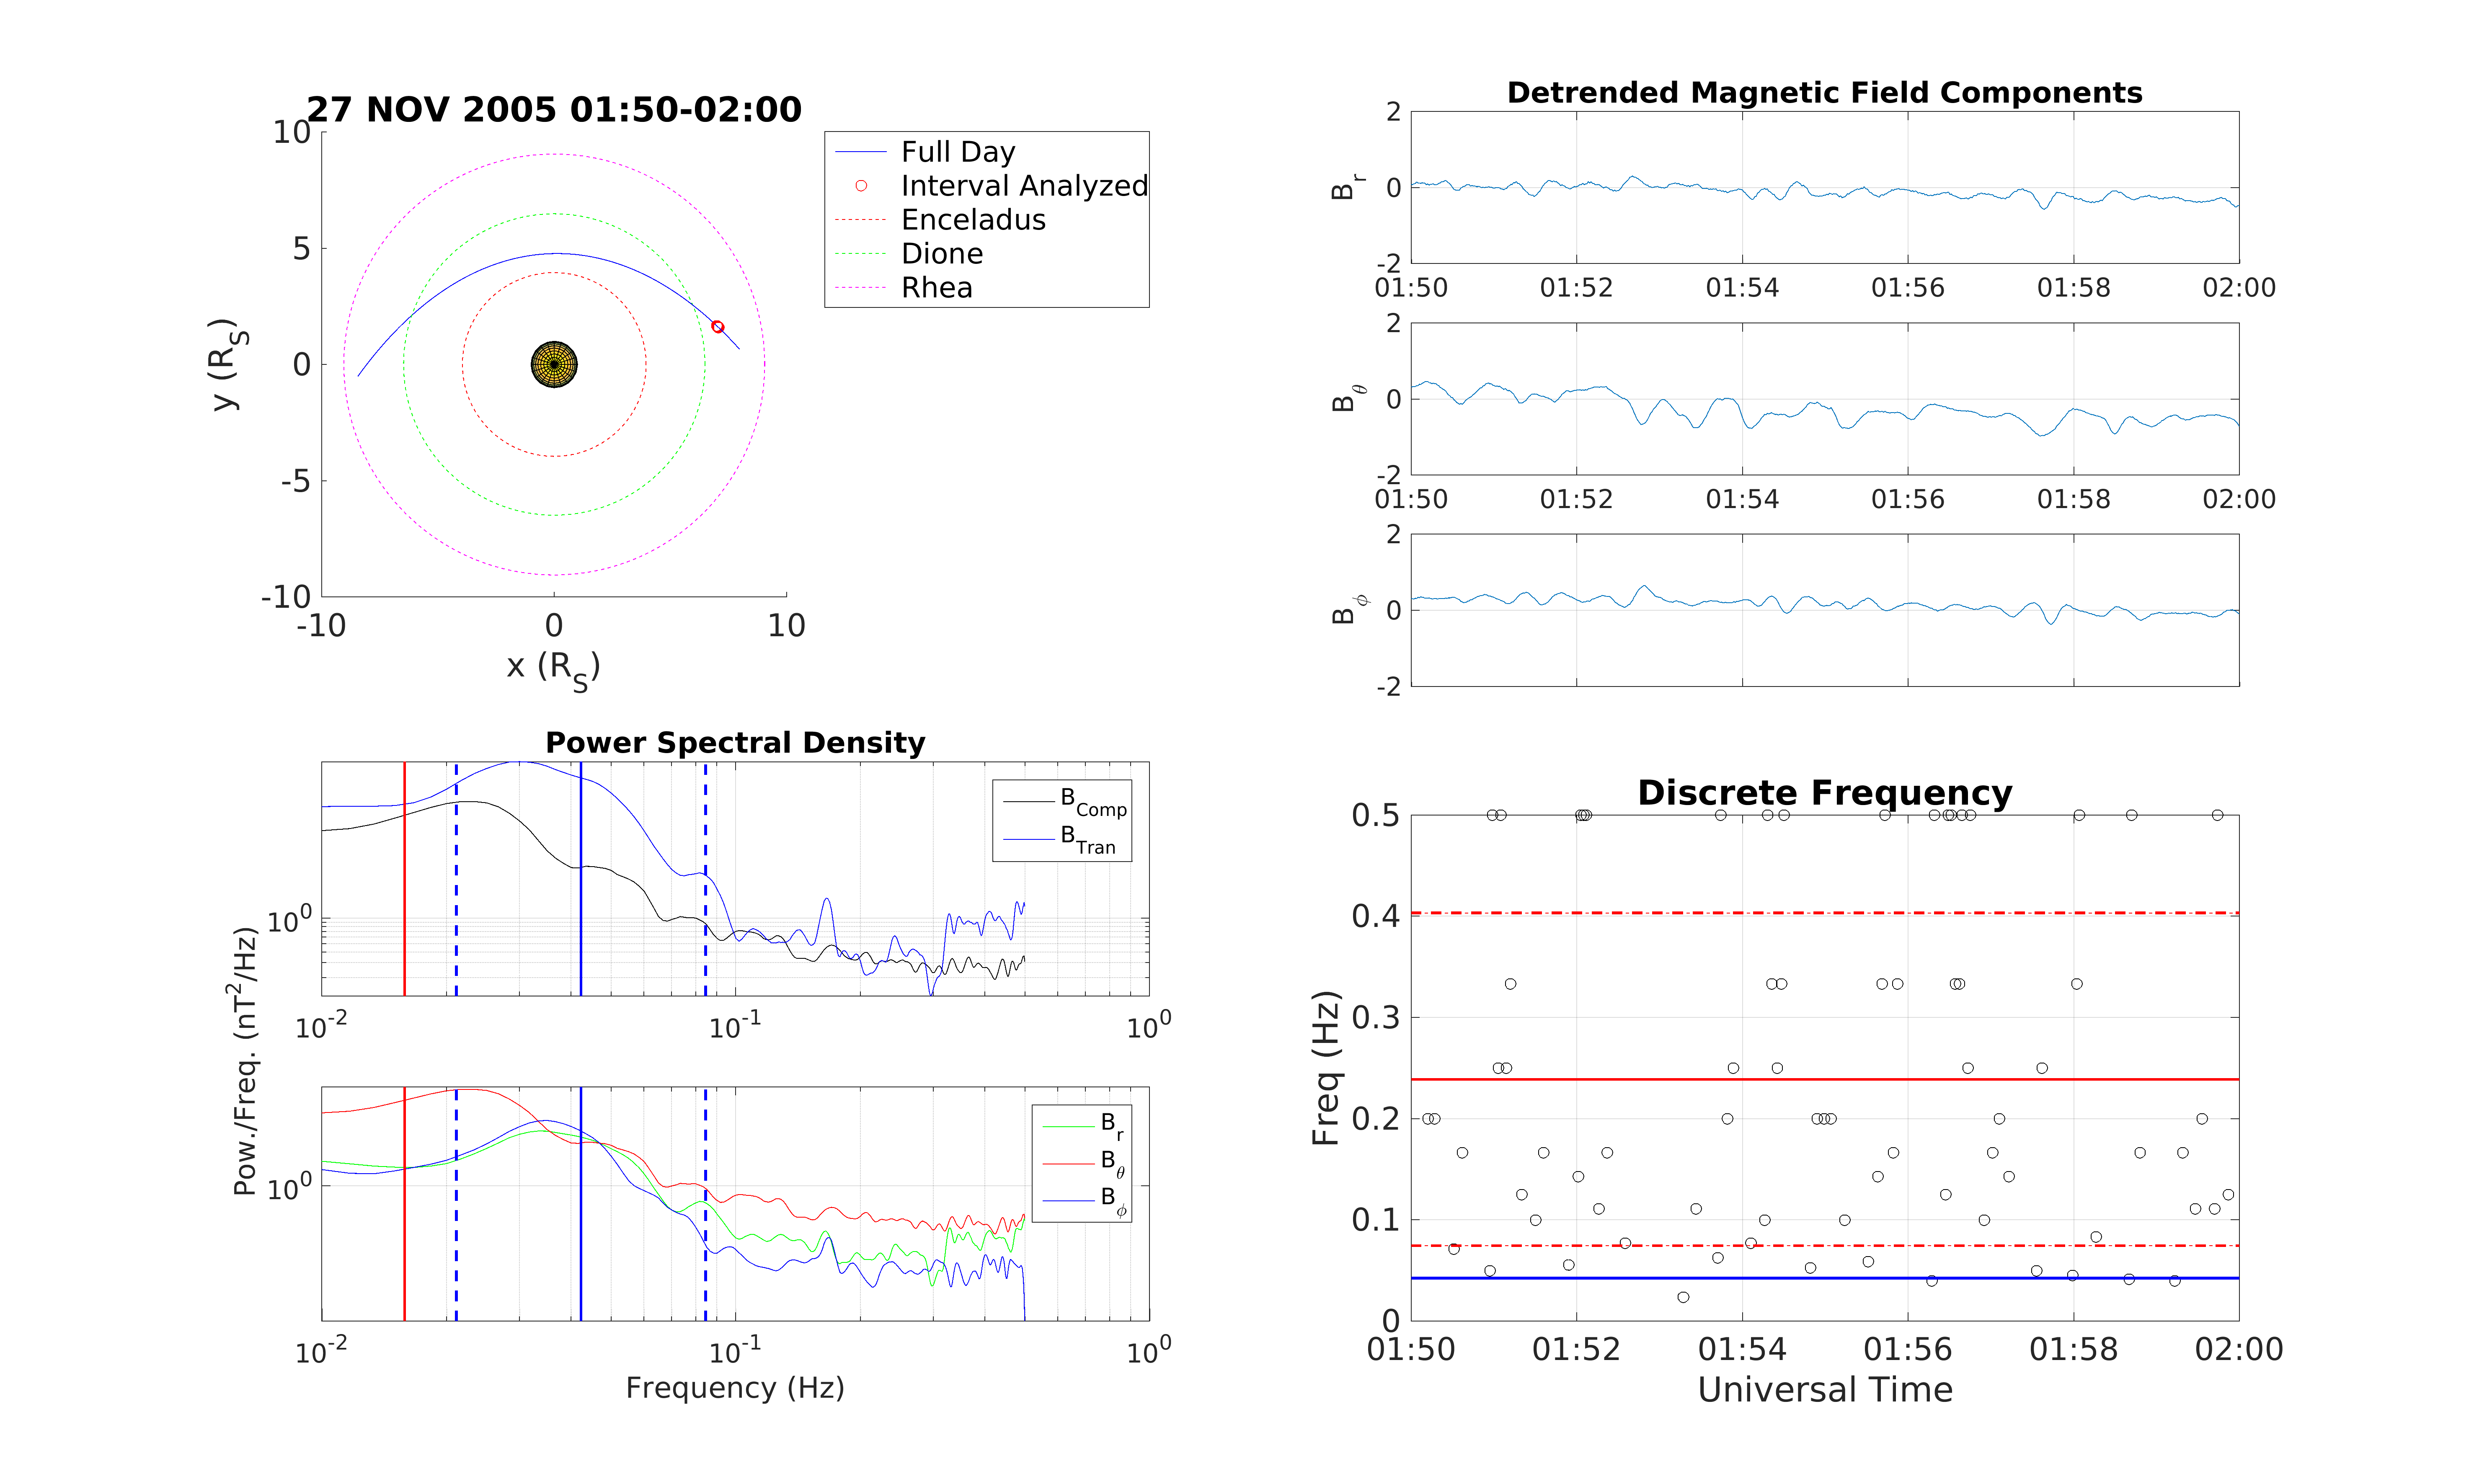 27 NOV 2005 01:50-02:00
10
5
0
-5
-10
-10 0 10
y (R_S)
x (R_S)
Full Day
Interval Analyzed
Enceladus
Dione
Rhea
Detrended Magnetic Field Components
2
0
-2
B_r
01:50 01:52 01:54 01:56 01:58 02:00
2
0
-2
B_θ
01:50 01:52 01:54 01:56 01:58 02:00
2
0
-2
B_ϕ
Power Spectral Density
10^0
B_Comp
B_Tran
10^-2 10^-1 10^0
Pow./Freq. (nT^2/Hz)
10^0
B_r
B_θ
B_ϕ
10^-2 10^-1 10^0
Frequency (Hz)
Discrete Frequency
0.5
0.4
0.3
0.2
0.1
0
Freq (Hz)
01:50 01:52 01:54 01:56 01:58 02:00
Universal Time